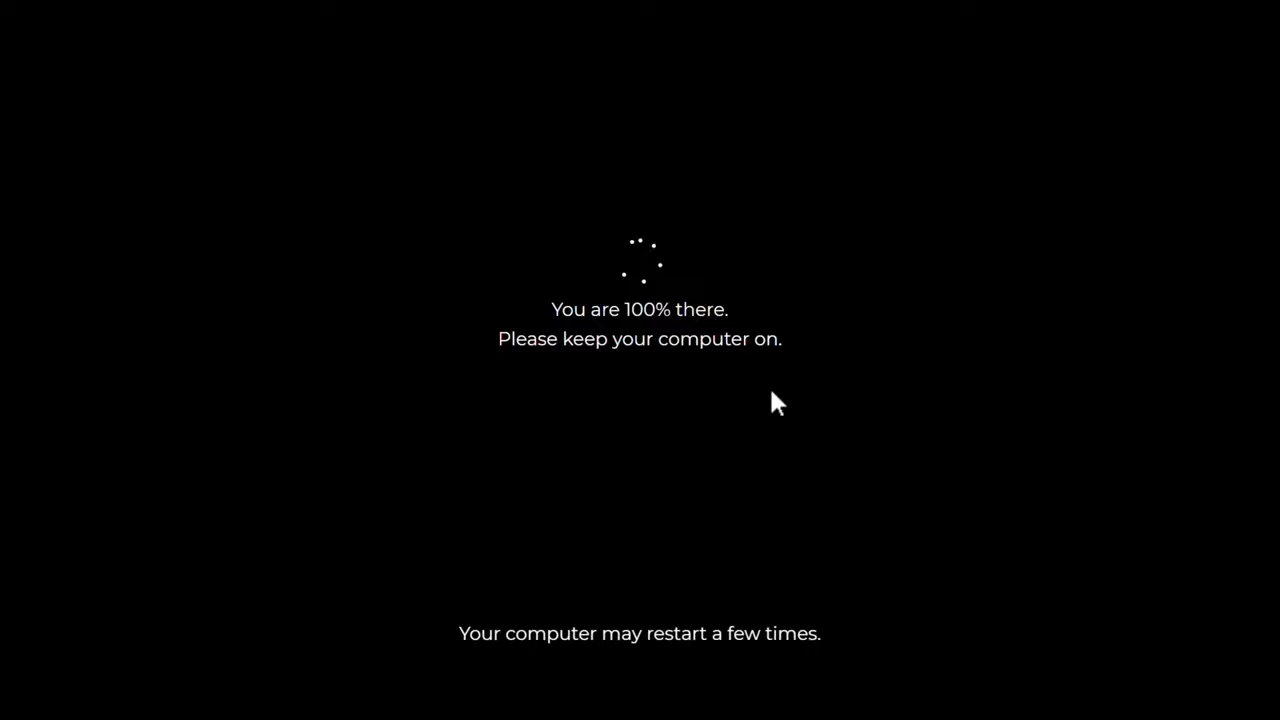 You are 100% there.
Please keep your computer on.
Your computer may restart a few times.